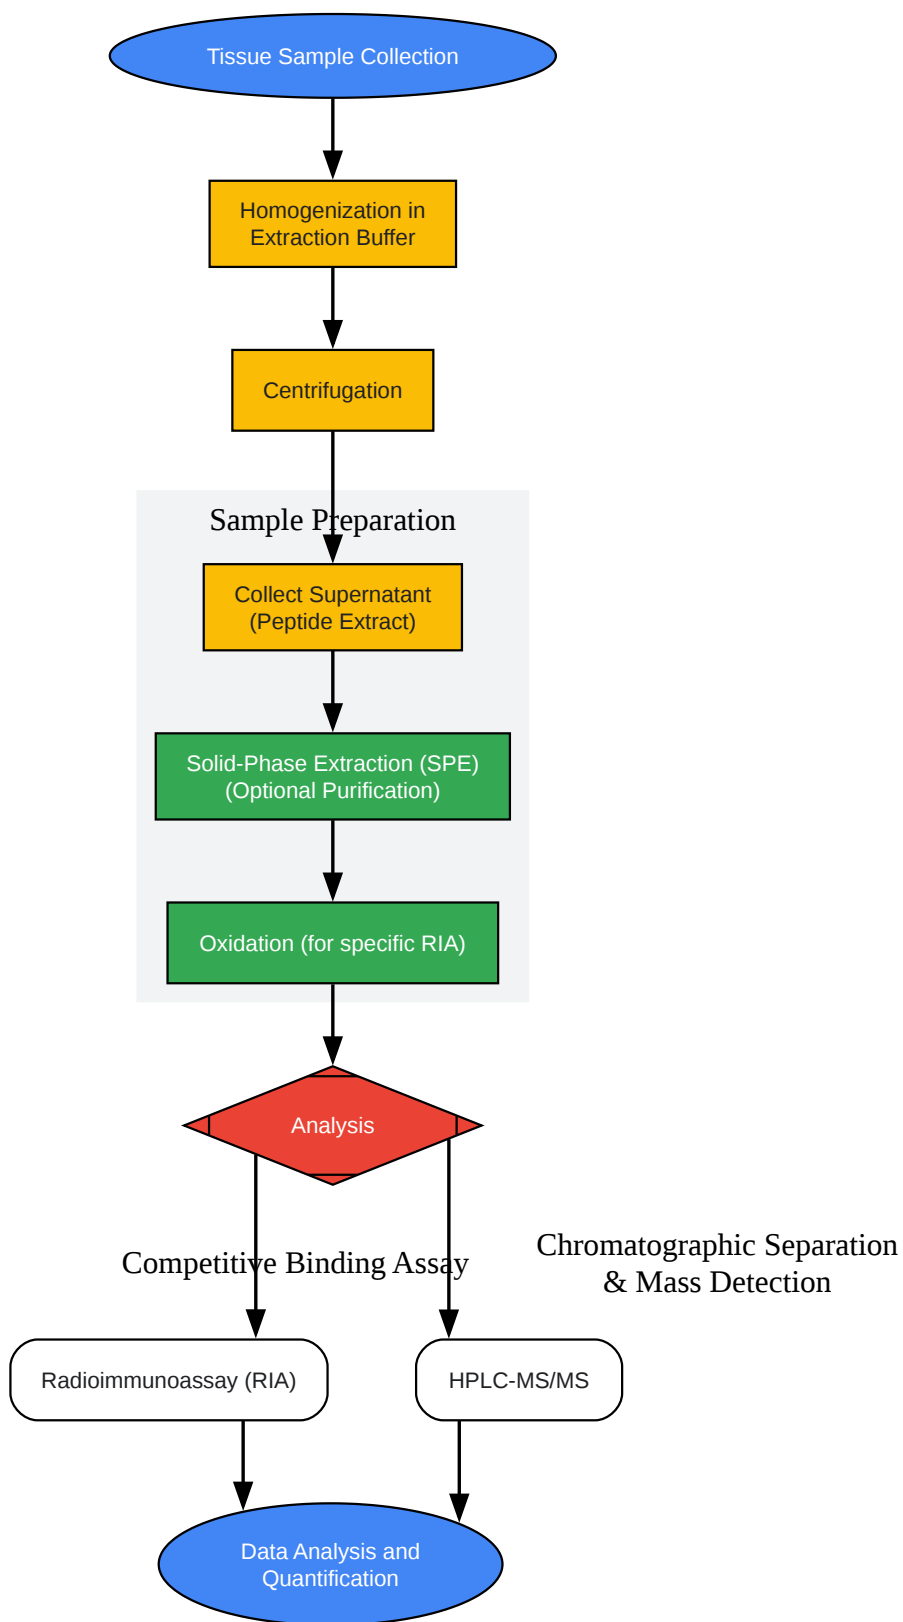 Tissue Sample Collection
Homogenization in
Extraction Buffer
Centrifugation
Sample Preparation
Collect Supernatant
(Peptide Extract)
Solid-Phase Extraction (SPE)
(Optional Purification)
Oxidation (for specific RIA)
Analysis
Competitive Binding Assay
Chromatographic Separation
& Mass Detection
Radioimmunoassay (RIA)
HPLC-MS/MS
Data Analysis and
Quantification